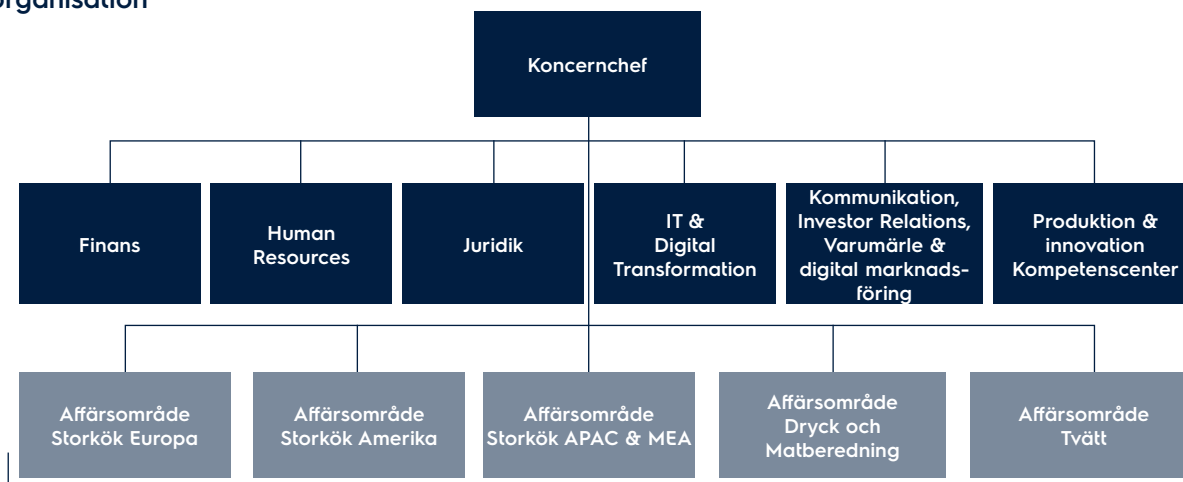 organisation
Koncernchef
Finans
Human
Resources
Juridik
IT &
Digital
Transformation
Kommunikation,
Investor Relations,
Varumärle &
digital marknads-
föring
Produktion &
innovation
Kompetenscenter
Affärsområde
Storkök Europa
Affärsområde
Storkök Amerika
Affärsområde
Storkök APAC & MEA
Affärsområde
Dryck och
Matberedning
Affärsområde
Tvätt